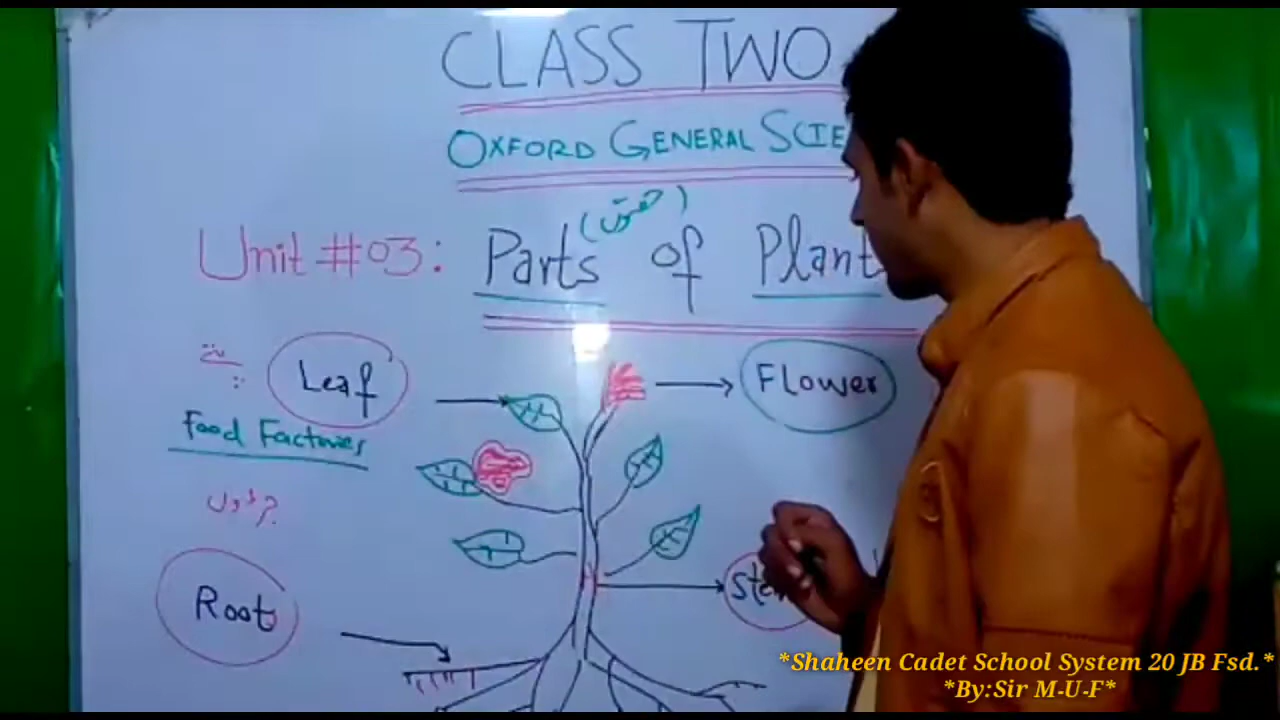 CLASS TWO
OXFORD GENERAL SCIE
Unit #03: Parts of Plant
Leaf
Flower
Food Factories
Root
Ste
*Shaheen Cadet School System 20 JB Fsd.*
*By:Sir M-U-F*